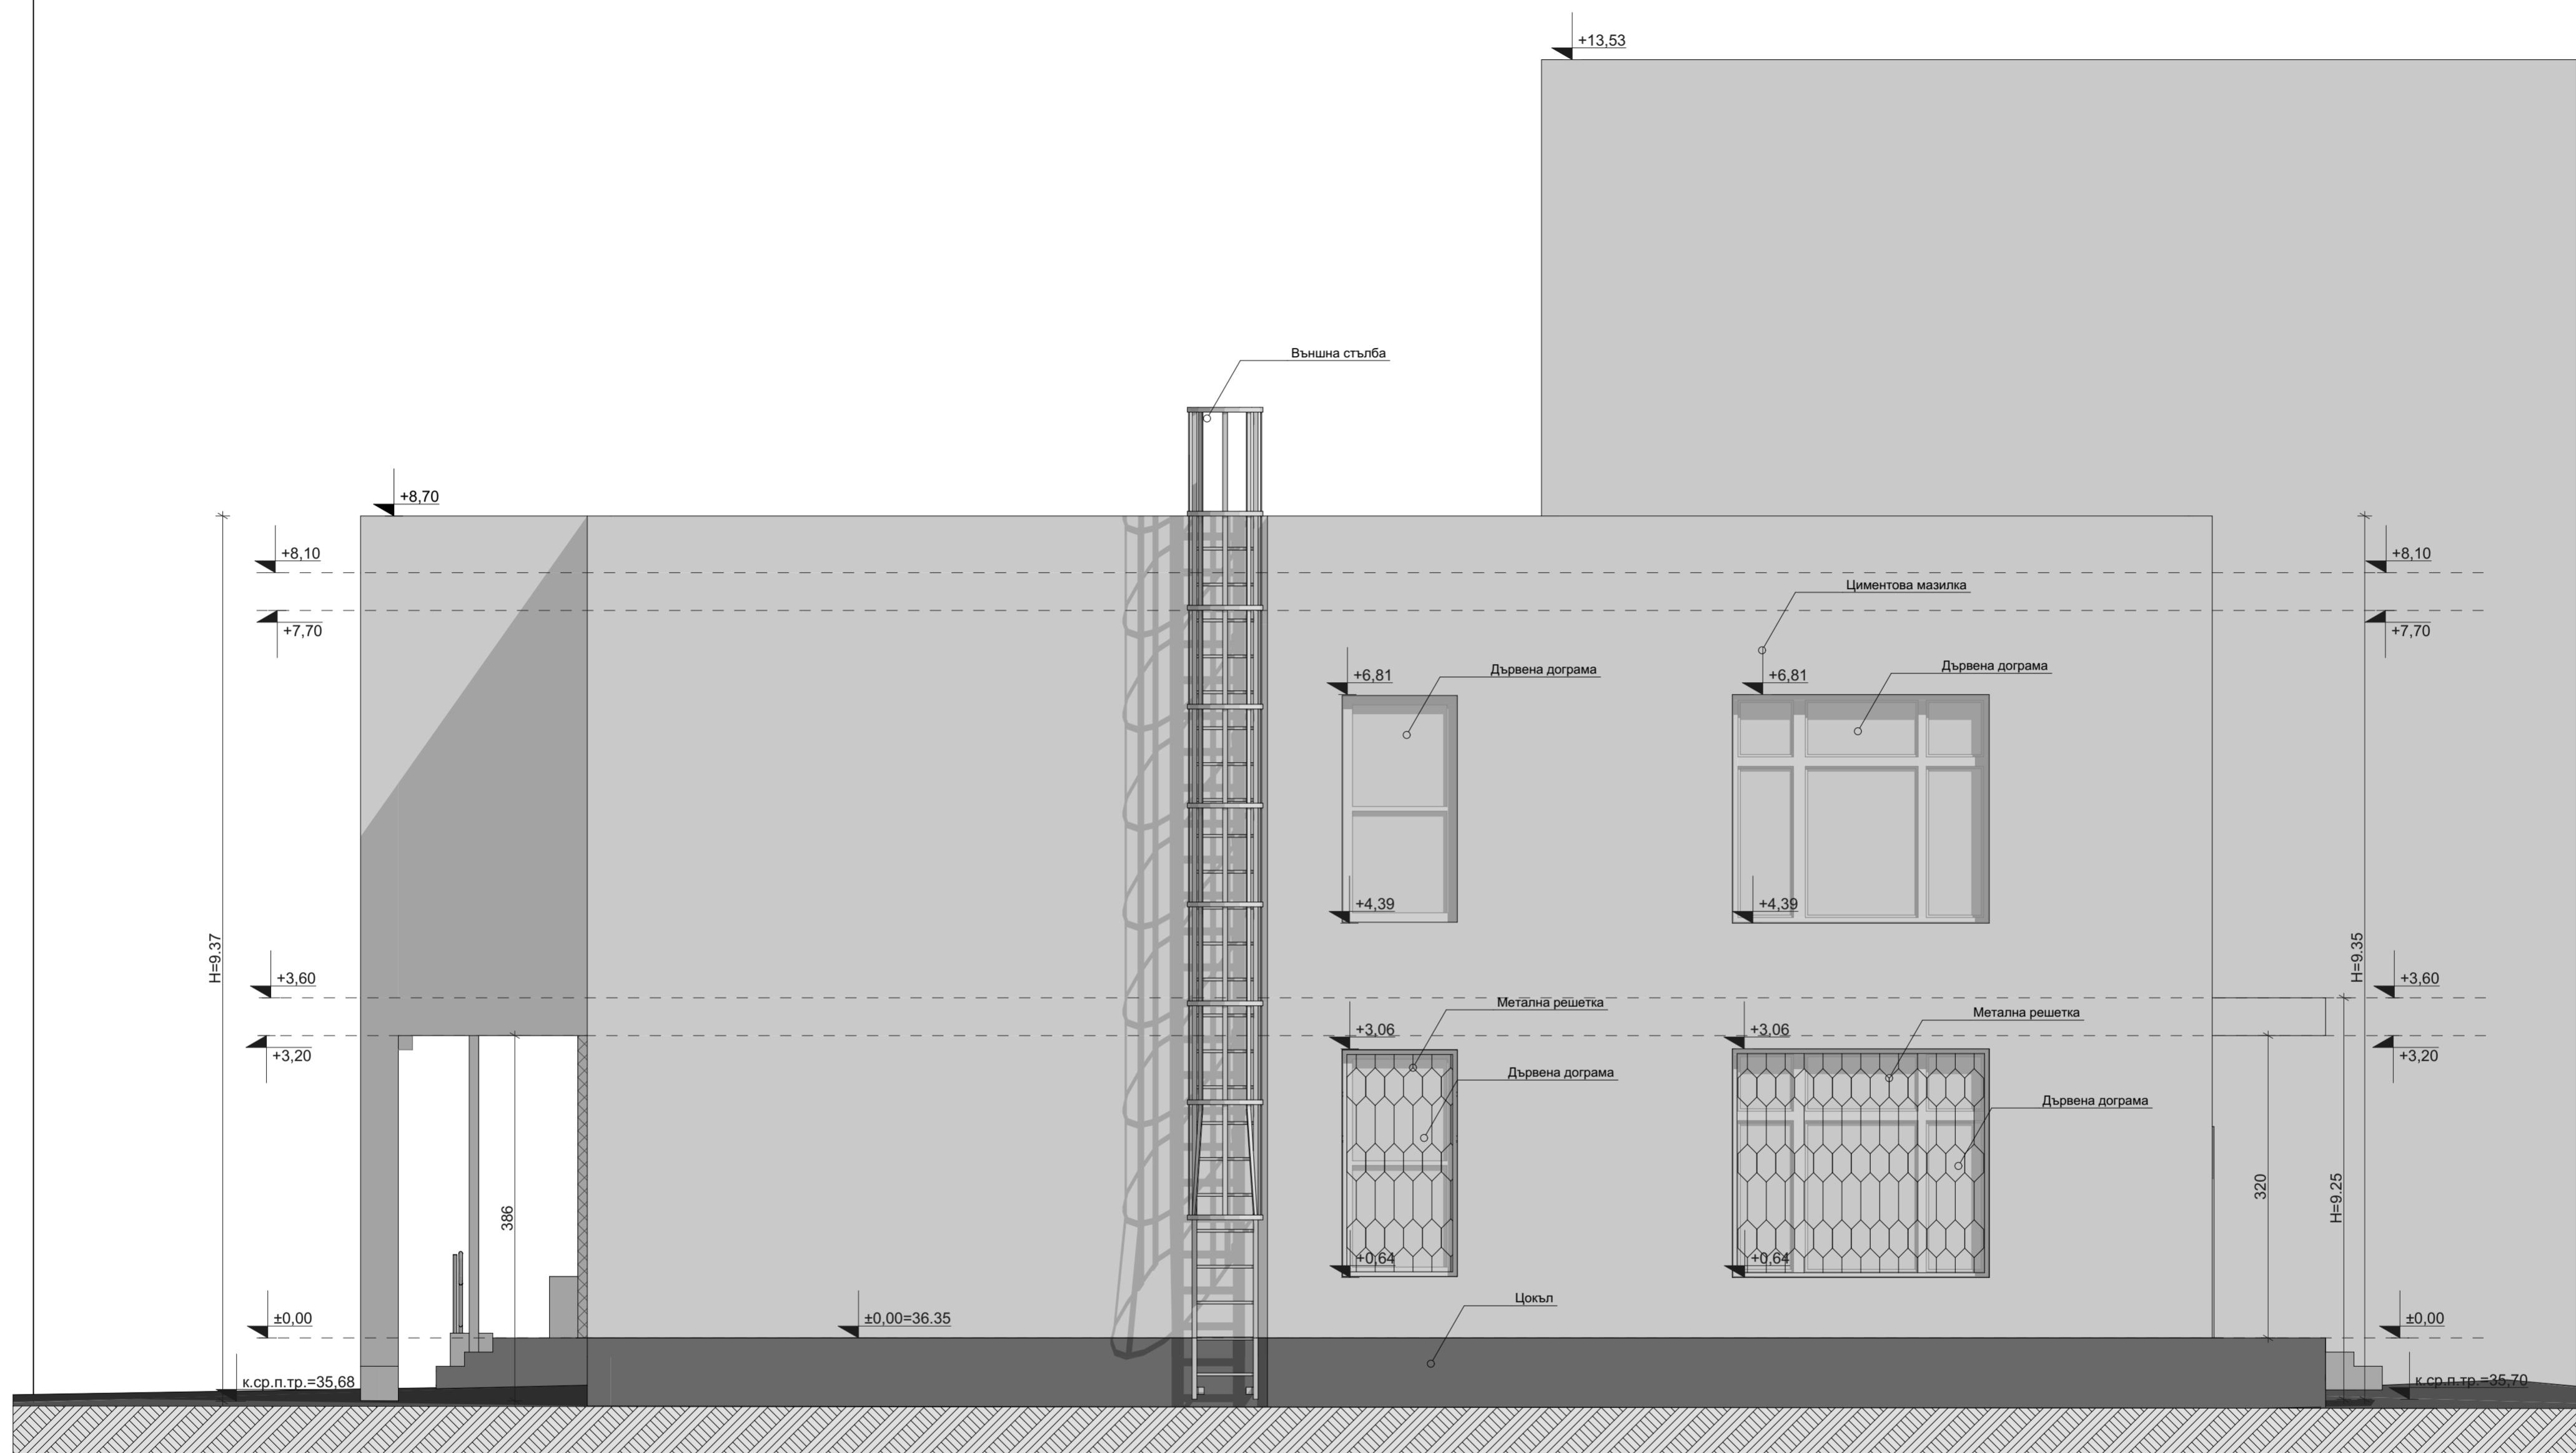 +13,53
Външна стълба
+8,70
+8,10
+8,10
Циментова мазилка
+7,70
+7,70
+6,81
Дървена дограма
+6,81
Дървена дограма
+4,39
+4,39
H=9.37
H=9.35
+3,60
+3,60
Метална решетка
Метална решетка
+3,06
+3,06
+3,20
+3,20
Дървена дограма
Дървена дограма
386
320
H=9.25
+0,64
+0,64
Цокъл
±0,00
±0,00=36.35
±0,00
к.ср.п.тр.=35,68
к.ср.п.тр.=35,70